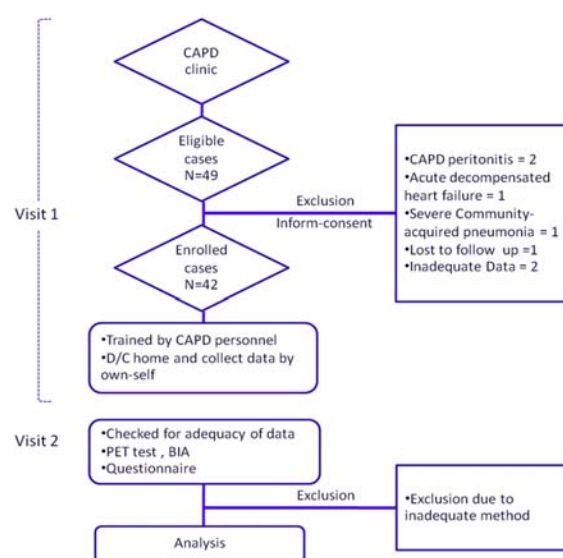 CAPD
clinic
Eligible
cases
N=49
Exclusion
Inform-consent
•CAPD peritonitis = 2
•Acute decompensated
heart failure = 1
•Severe Community-
acquired pneumonia = 1
•Lost to follow up =1
•Inadequate Data = 2
Visit 1
Enrolled
cases
N=42
•Trained by CAPD personnel
•D/C home and collect data by
own-self
Visit 2
•Checked for adequacy of data
•PET test , BIA
•Questionnaire
Exclusion
•Exclusion due to
inadequate method
Analysis